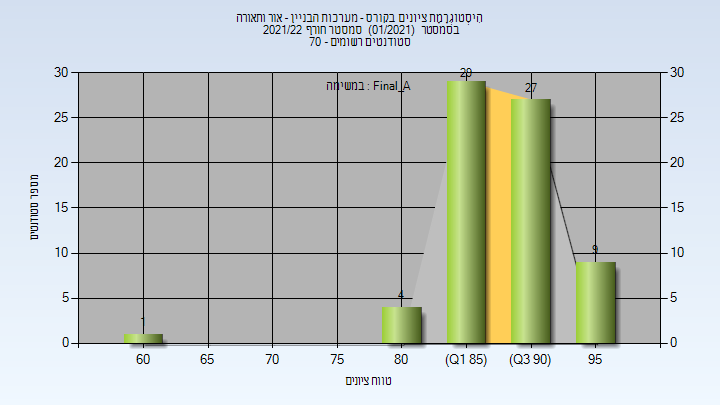 היסטוגרמת ציונים בקורס - מערכות הבניין - אור ותאורה
בסמסטר (01/2021) סמסטר חורף 2021/22
סטודנטים רשומים - 70
במשימה : Final_A
מספר סטודנטים
30 30
25 25
20 20
15 15
10 10
5 5
0 0
1 4 29 27 9
60 65 70 75 80 (Q1 85) (Q3 90) 95
טווח ציונים